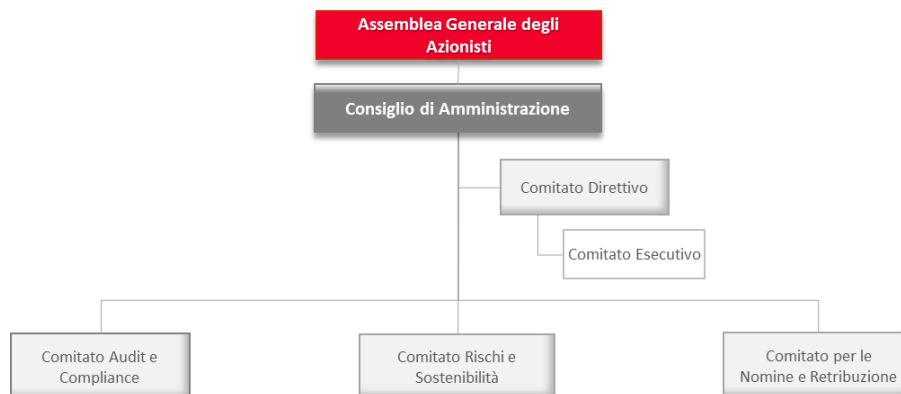 Assemblea Generale degli
Azionisti
Consiglio di Amministrazione
Comitato Direttivo
Comitato Esecutivo
Comitato Audit e
Compliance
Comitato Rischi e
Sostenibilità
Comitato per le
Nomine e Retribuzione